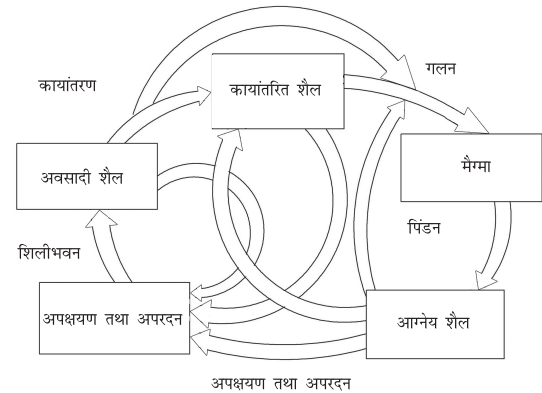 कायांतरण
गलन
कायांतरित शैल
मैग्मा
अवसादी शैल
शिलीभवन
पिंडन
अपक्षयण तथा अपरदन
आग्नेय शैल
अपक्षयण तथा अपरदन